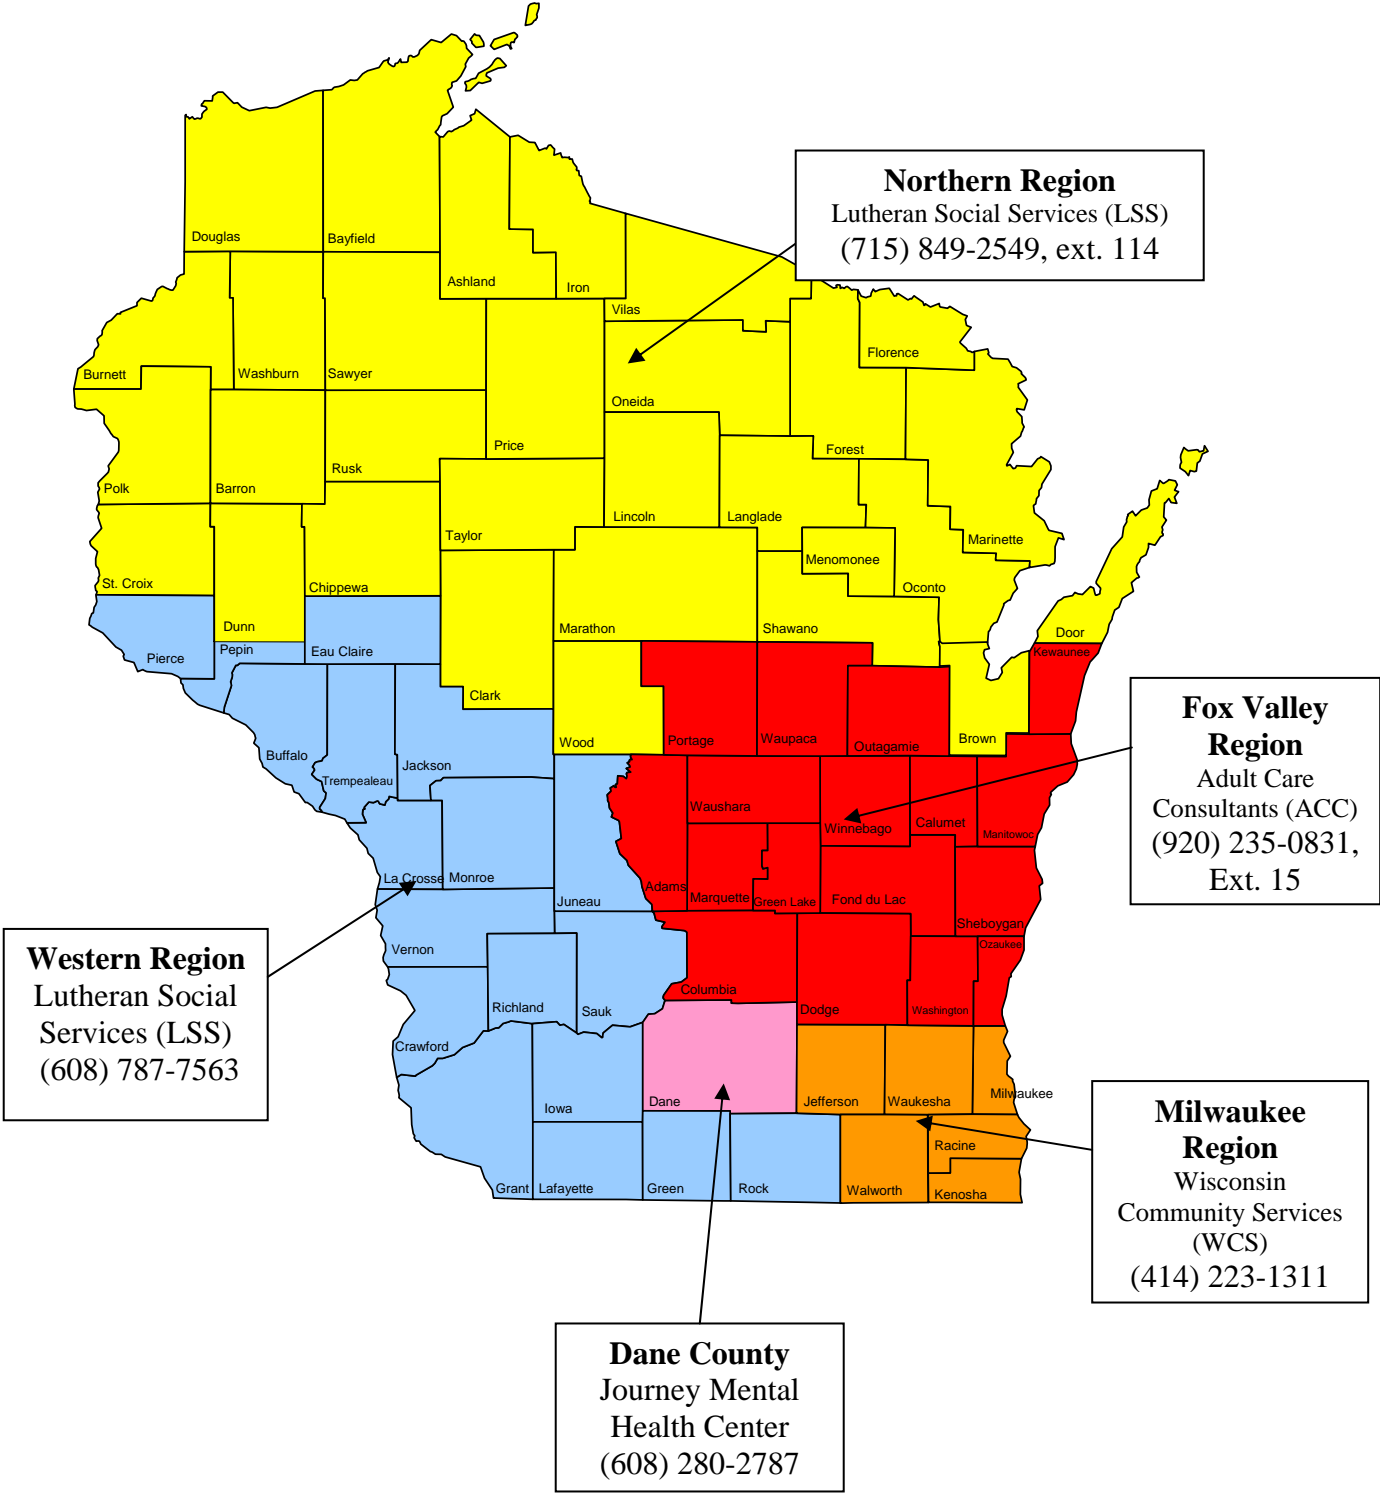 Northern Region
Lutheran Social Services (LSS)
(715) 849-2549, ext. 114
Douglas
Bayfield
Ashland
Iron
Vilas
Florence
Burnett
Washburn
Sawyer
Oneida
Price
Forest
Rusk
Polk
Barron
Lincoln
Langlade
Taylor
Marinette
Menomonee
St. Croix
Chippewa
Oconto
Dunn
Marathon
Shawano
Door
Pierce
Pepin
Eau Claire
Kewaunee
Clark
Wood
Portage
Waupaca
Outagamie
Brown
Fox Valley
Region
Adult Care
Consultants (ACC)
(920) 235-0831,
Ext. 15
Buffalo
Trempealeau
Jackson
Waushara
Winnebago
Calumet
Manitowoc
La Crosse
Monroe
Juneau
Adams
Marquette
Green Lake
Fond du Lac
Sheboygan
Ozaukee
Vernon
Western Region
Lutheran Social
Services (LSS)
(608) 787-7563
Richland
Sauk
Columbia
Dodge
Washington
Crawford
Iowa
Dane
Jefferson
Waukesha
Milwaukee
Milwaukee
Region
Wisconsin
Community Services
(WCS)
(414) 223-1311
Racine
Grant
Lafayette
Green
Rock
Walworth
Kenosha
Dane County
Journey Mental
Health Center
(608) 280-2787